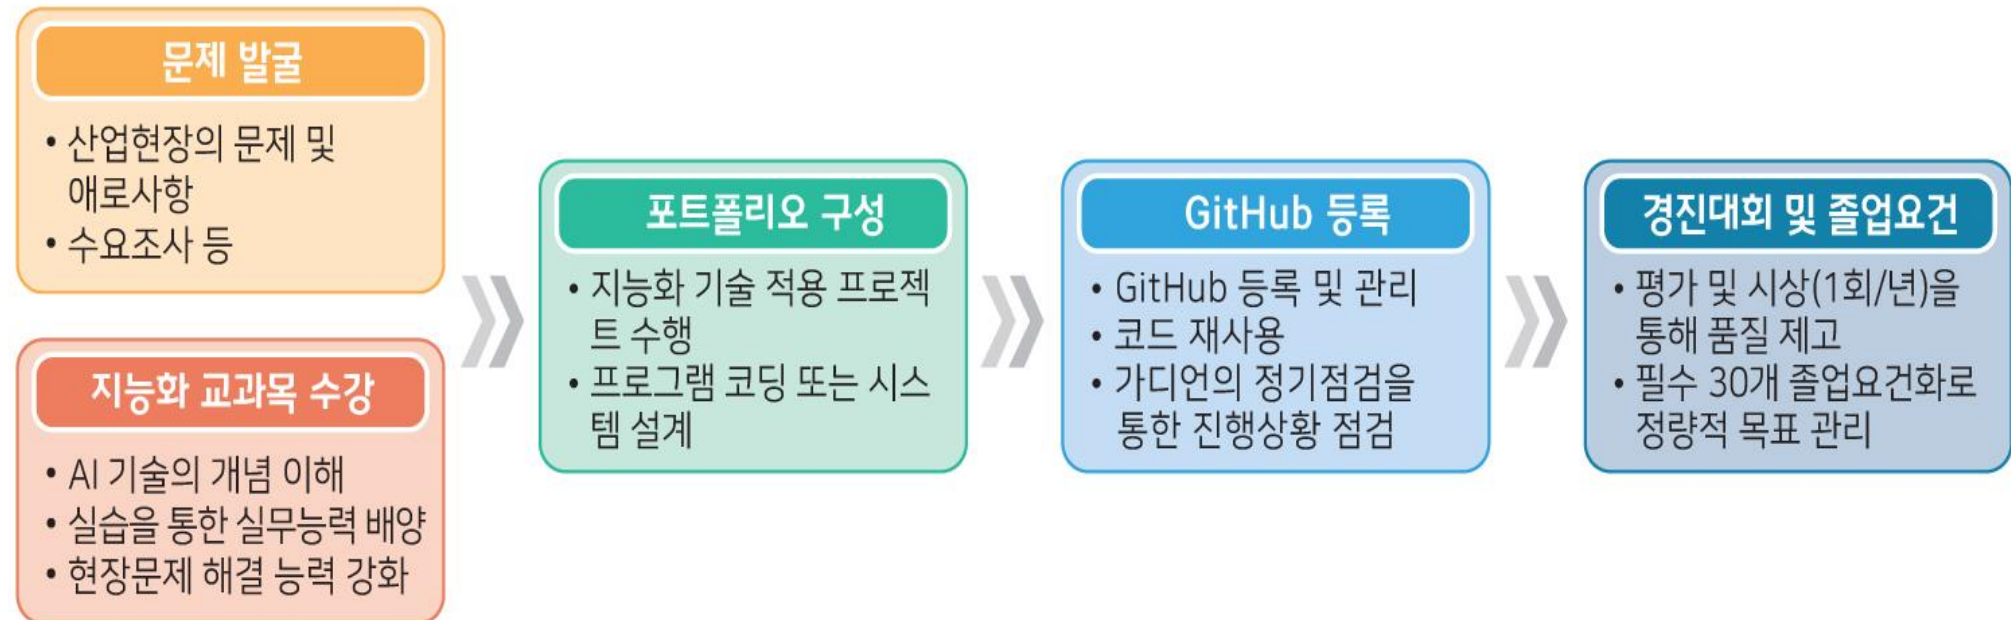 문제 발굴
• 산업현장의 문제 및
애로사항
• 수요조사 등
지능화 교과목 수강
• AI 기술의 개념 이해
• 실습을 통한 실무능력 배양
• 현장문제 해결 능력 강화
포트폴리오 구성
• 지능화 기술 적용 프로젝
트 수행
• 프로그램 코딩 또는 시스
템 설계
GitHub 등록
• GitHub 등록 및 관리
• 코드 재사용
• 가디언의 정기점검을
통한 진행상황 점검
경진대회 및 졸업요건
• 평가 및 시상(1회/년)을
통해 품질 제고
• 필수 30개 졸업요건화로
정량적 목표 관리